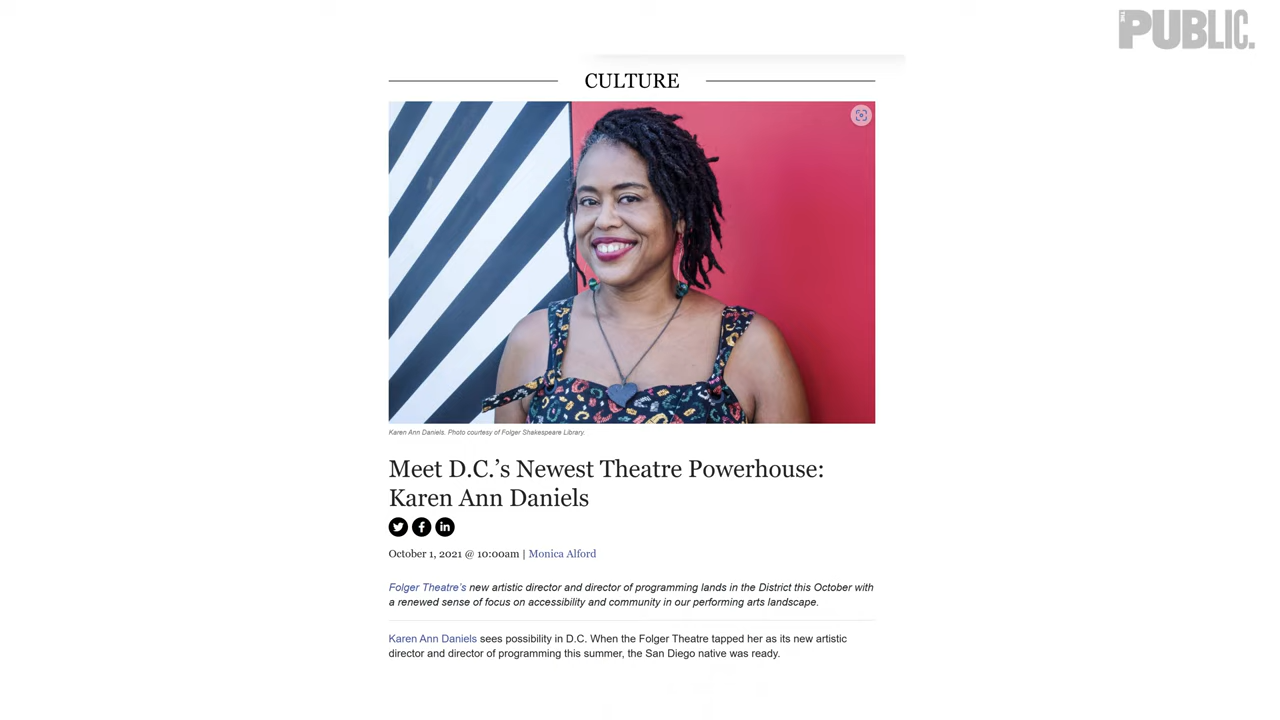 THE PUBLIC.
CULTURE
Karen Ann Daniels. Photo courtesy of Folger Shakespeare Library.
Meet D.C.’s Newest Theatre Powerhouse:
Karen Ann Daniels
October 1, 2021 @ 10:00am | Monica Alford
Folger Theatre’s new artistic director and director of programming lands in the District this October with
a renewed sense of focus on accessibility and community in our performing arts landscape.
Karen Ann Daniels sees possibility in D.C. When the Folger Theatre tapped her as its new artistic
director and director of programming this summer, the San Diego native was ready.